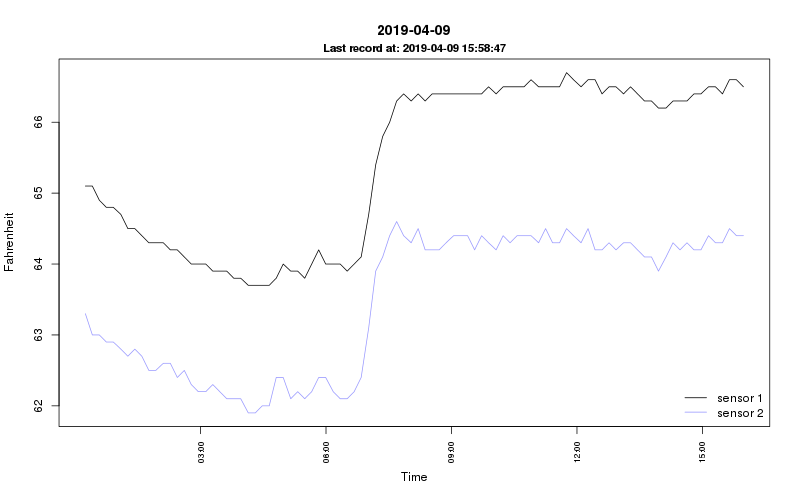 2019-04-09
Last record at: 2019-04-09 15:58:47
Fahrenheit
66
65
64
63
62
sensor 1
sensor 2
03:00
06:00
09:00
12:00
15:00
Time